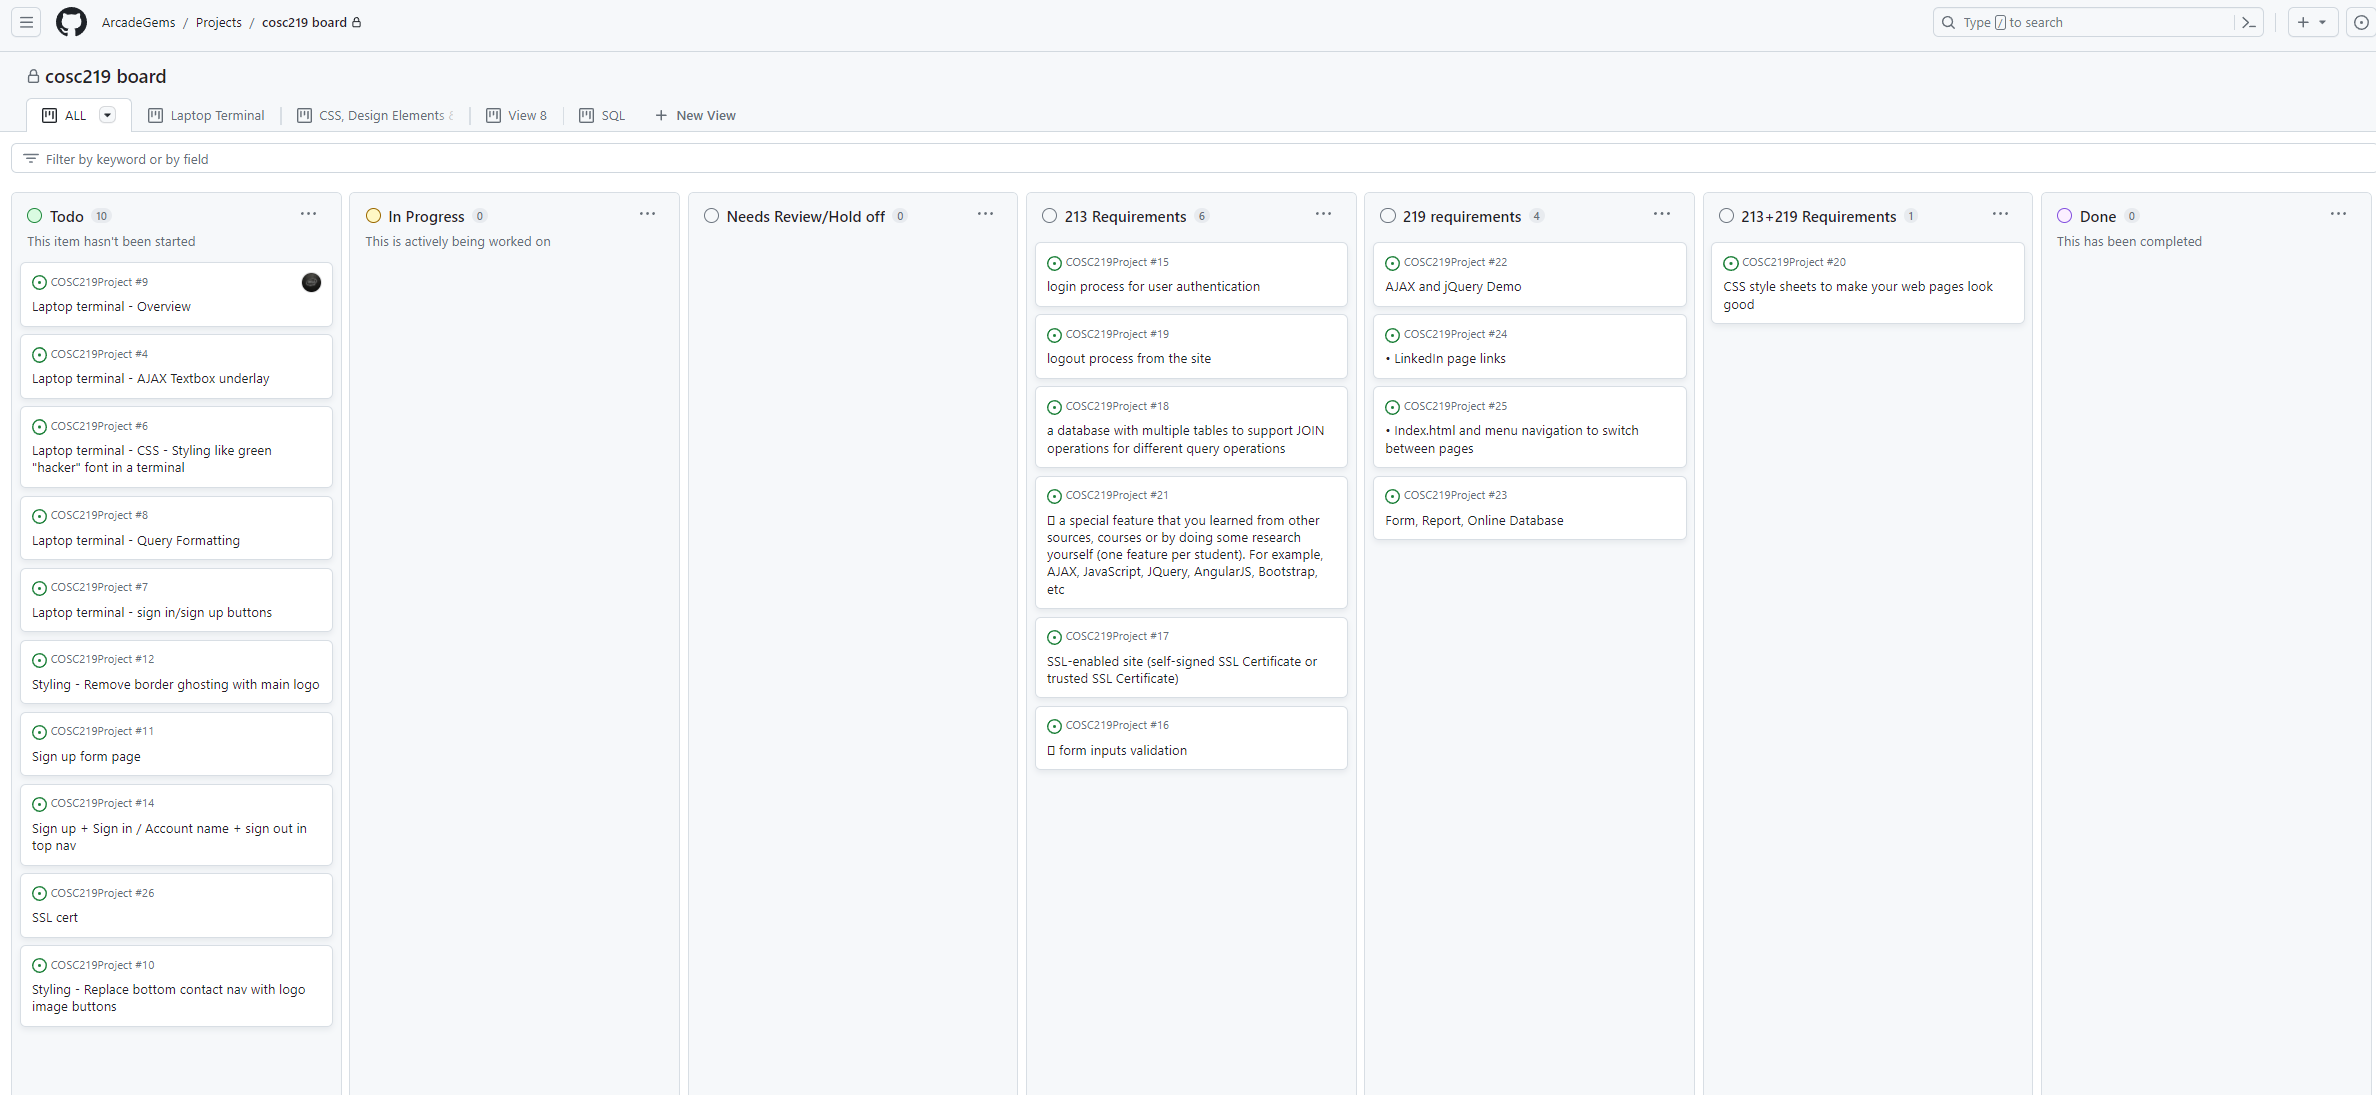 ArcadeGems / Projects / cosc219 board
Type / to search
cosc219 board
ALL
Laptop Terminal
CSS, Design Elements
View 8
SQL
New View
Filter by keyword or by field
Todo 10
This item hasn't been started
COSC219Project #9
Laptop terminal - Overview
COSC219Project #4
Laptop terminal - AJAX Textbox underlay
COSC219Project #6
Laptop terminal - CSS - Styling like green
"hacker" font in a terminal
COSC219Project #8
Laptop terminal - Query Formatting
COSC219Project #7
Laptop terminal - sign in/sign up buttons
COSC219Project #12
Styling - Remove border ghosting with main logo
COSC219Project #11
Sign up form page
COSC219Project #14
Sign up + Sign in / Account name + sign out in
top nav
COSC219Project #26
SSL cert
COSC219Project #10
Styling - Replace bottom contact nav with logo
image buttons
In Progress 0
This is actively being worked on
Needs Review/Hold off 0
213 Requirements 6
COSC219Project #15
login process for user authentication
COSC219Project #19
logout process from the site
COSC219Project #18
a database with multiple tables to support JOIN
operations for different query operations
COSC219Project #21
▯ a special feature that you learned from other
sources, courses or by doing some research
yourself (one feature per student). For example,
AJAX, JavaScript, JQuery, AngularJS, Bootstrap,
etc
COSC219Project #17
SSL-enabled site (self-signed SSL Certificate or
trusted SSL Certificate)
COSC219Project #16
▯ form inputs validation
219 requirements 4
COSC219Project #22
AJAX and jQuery Demo
COSC219Project #24
• LinkedIn page links
COSC219Project #25
• Index.html and menu navigation to switch
between pages
COSC219Project #23
Form, Report, Online Database
213+219 Requirements 1
COSC219Project #20
CSS style sheets to make your web pages look
good
Done 0
This has been completed